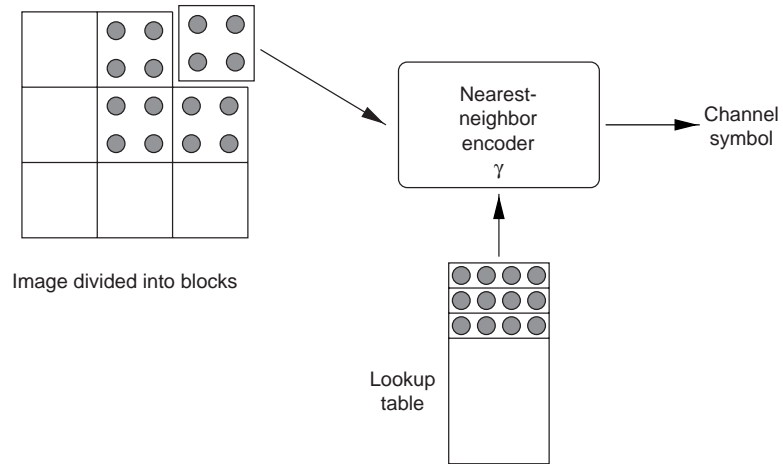 Nearest-
neighbor
encoder
γ
Channel
symbol
Image divided into blocks
Lookup
table